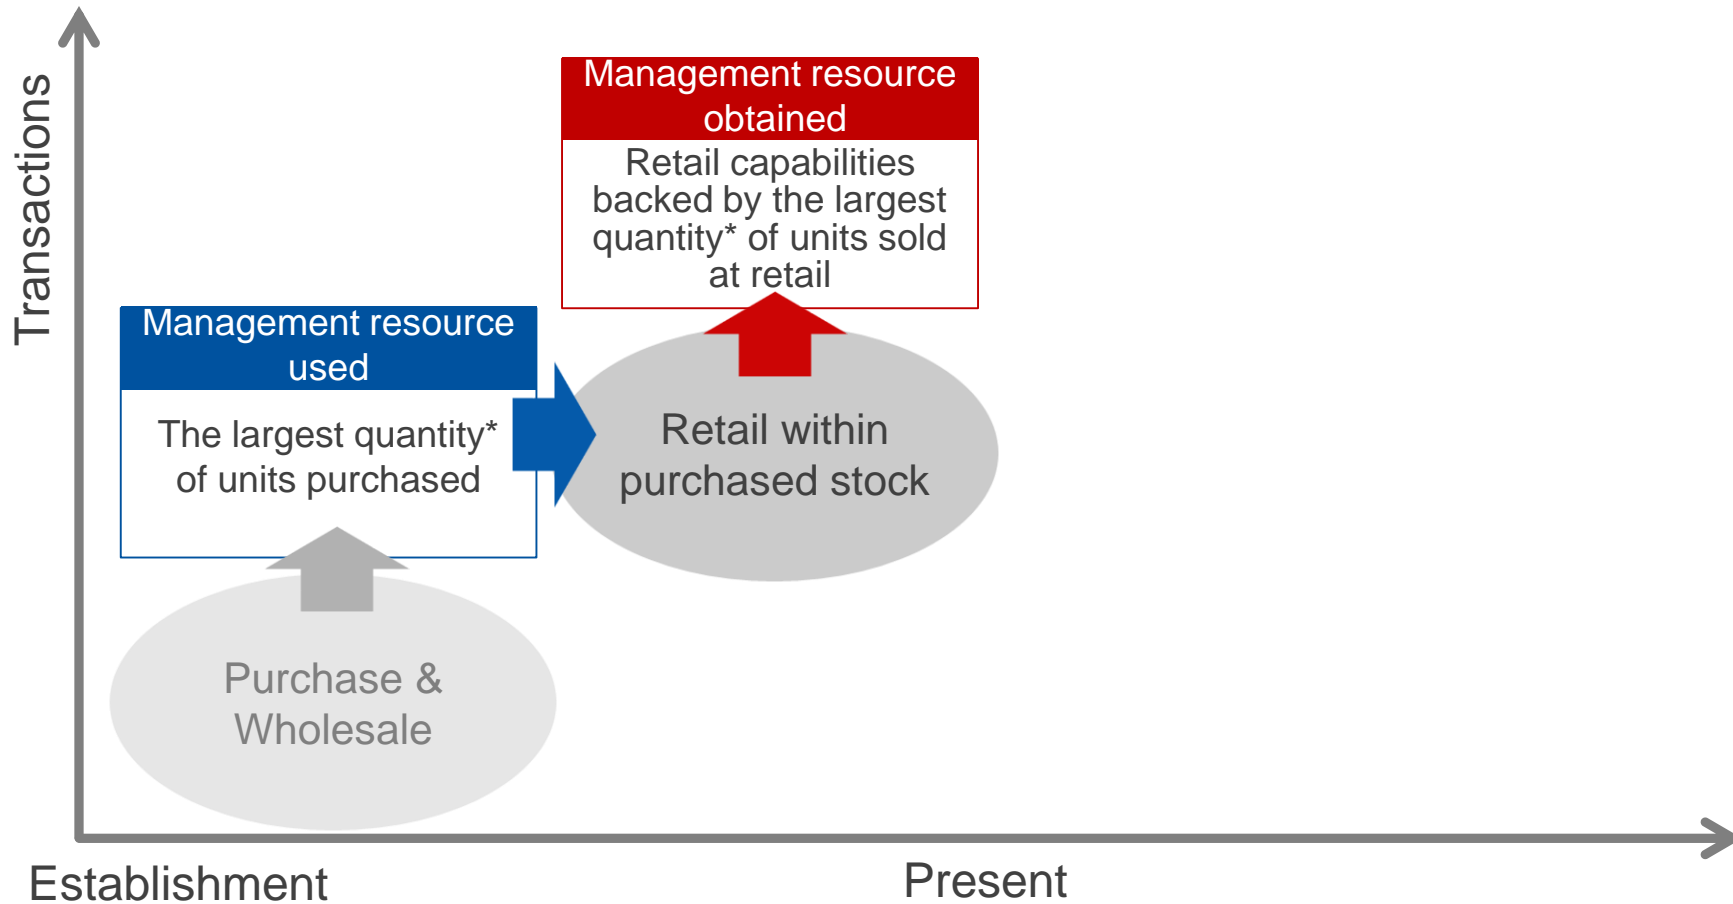 Transactions
Management resource
obtained
Retail capabilities
backed by the largest
quantity* of units sold
at retail
Management resource
used
The largest quantity*
of units purchased
Retail within
purchased stock
Purchase &
Wholesale
Establishment
Present